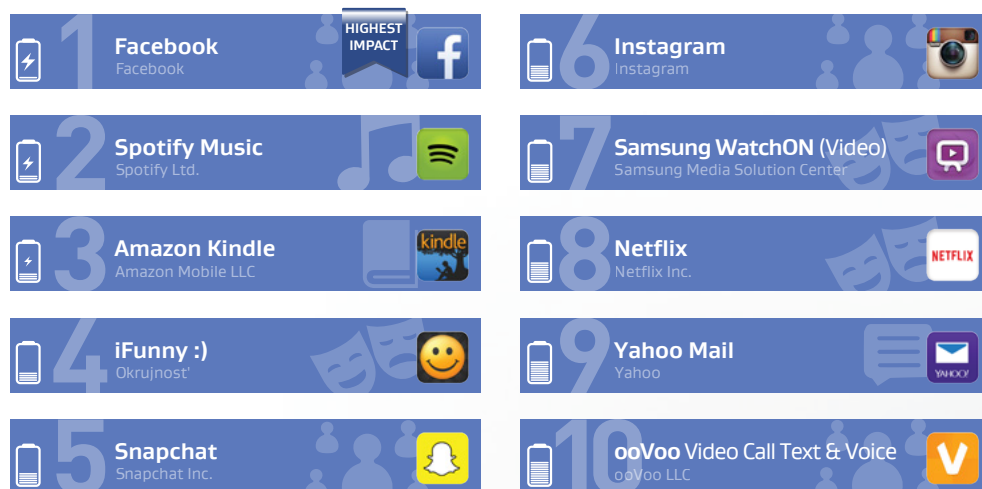 1
Facebook
Facebook
HIGHEST
IMPACT
f
2
Spotify Music
Spotify Ltd.
3
Amazon Kindle
Amazon Mobile LLC
kindle
4
iFunny :)
Okrujnost'
5
Snapchat
Snapchat Inc.
6
Instagram
Instagram
7
Samsung WatchON (Video)
Samsung Media Solution Center
8
Netflix
Netflix Inc.
NETFLIX
9
Yahoo Mail
Yahoo
YAHOO!
10
ooVoo Video Call Text & Voice
ooVoo LLC